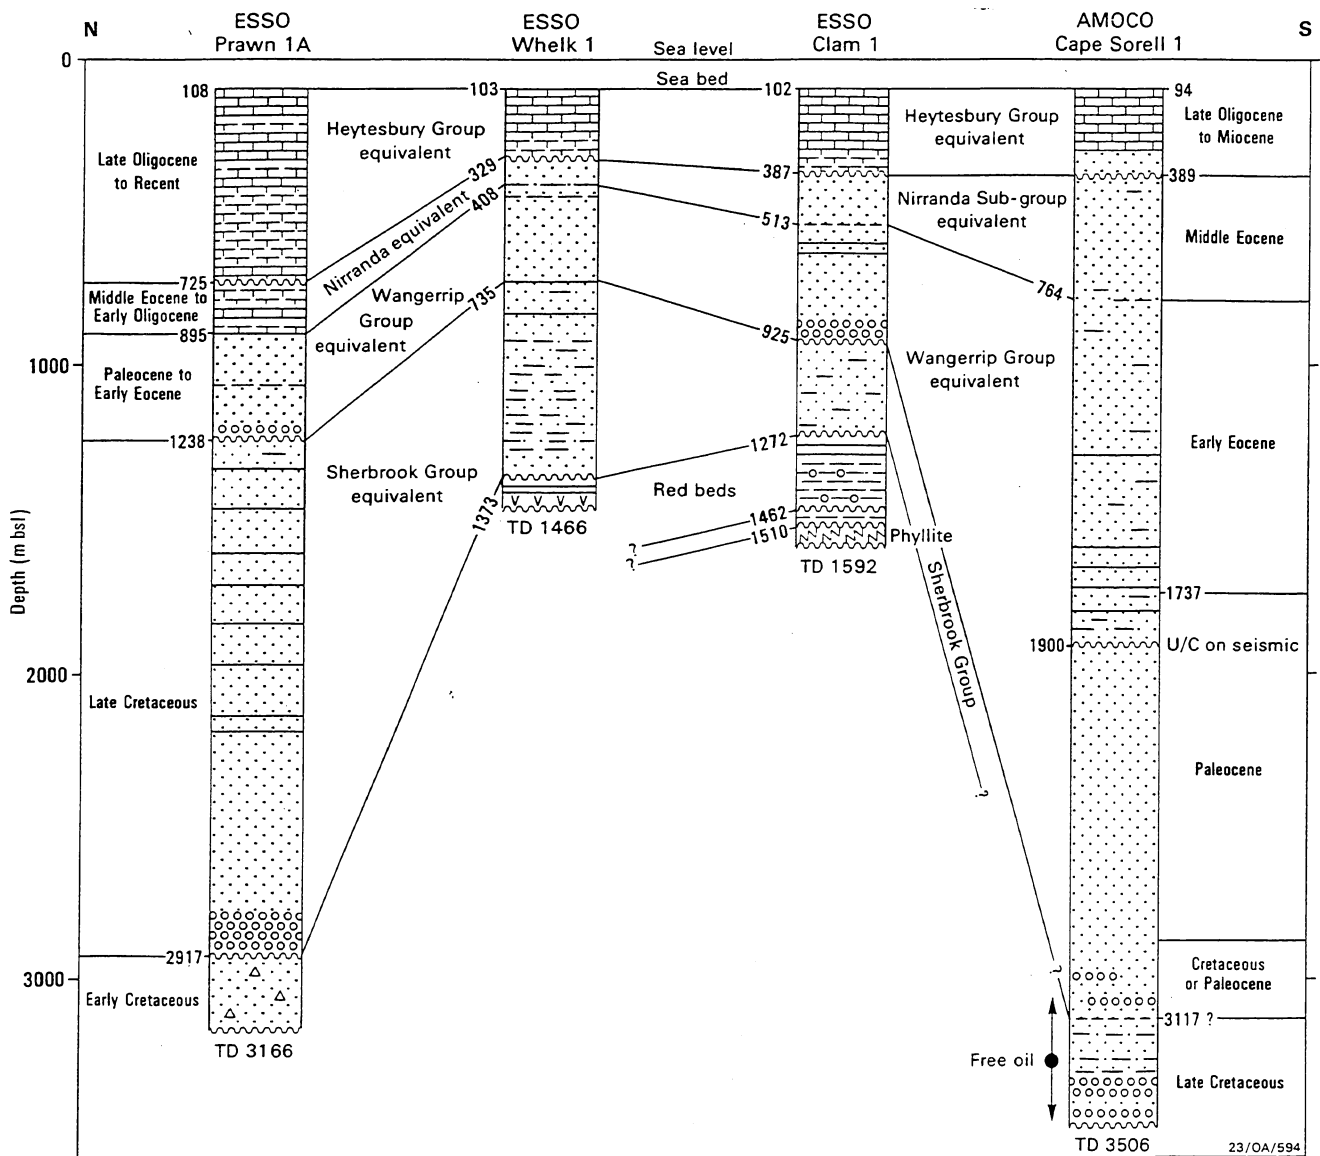 N
ESSO
Prawn 1A
ESSO
Whelk 1
ESSO
Clam 1
AMOCO
Cape Sorell 1
S
Sea level
Sea bed
0
1000
2000
3000
Depth (m bsl)
108
725
895
1238
2917
TD 3166
Late Oligocene
to Recent
Middle Eocene to
Early Oligocene
Paleocene to
Early Eocene
Late Cretaceous
Early Cretaceous
Heytesbury Group
equivalent
Nirranda equivalent
Wangerrip
Group
equivalent
Sherbrook Group
equivalent
103
329
408
735
1373
TD 1466
Red beds
?
?
102
387
513
925
1272
1462
1510
Phyllite
TD 1592
Heytesbury Group
equivalent
Nirranda Sub-group
equivalent
Wangerrip Group
equivalent
Sherbrook Group
?
?
94
389
764
1737
1900
U/C on seismic
3117 ?
Free oil
TD 3506
Late Oligocene
to Miocene
Middle Eocene
Early Eocene
Paleocene
Cretaceous
or Paleocene
Late Cretaceous
23/OA/594